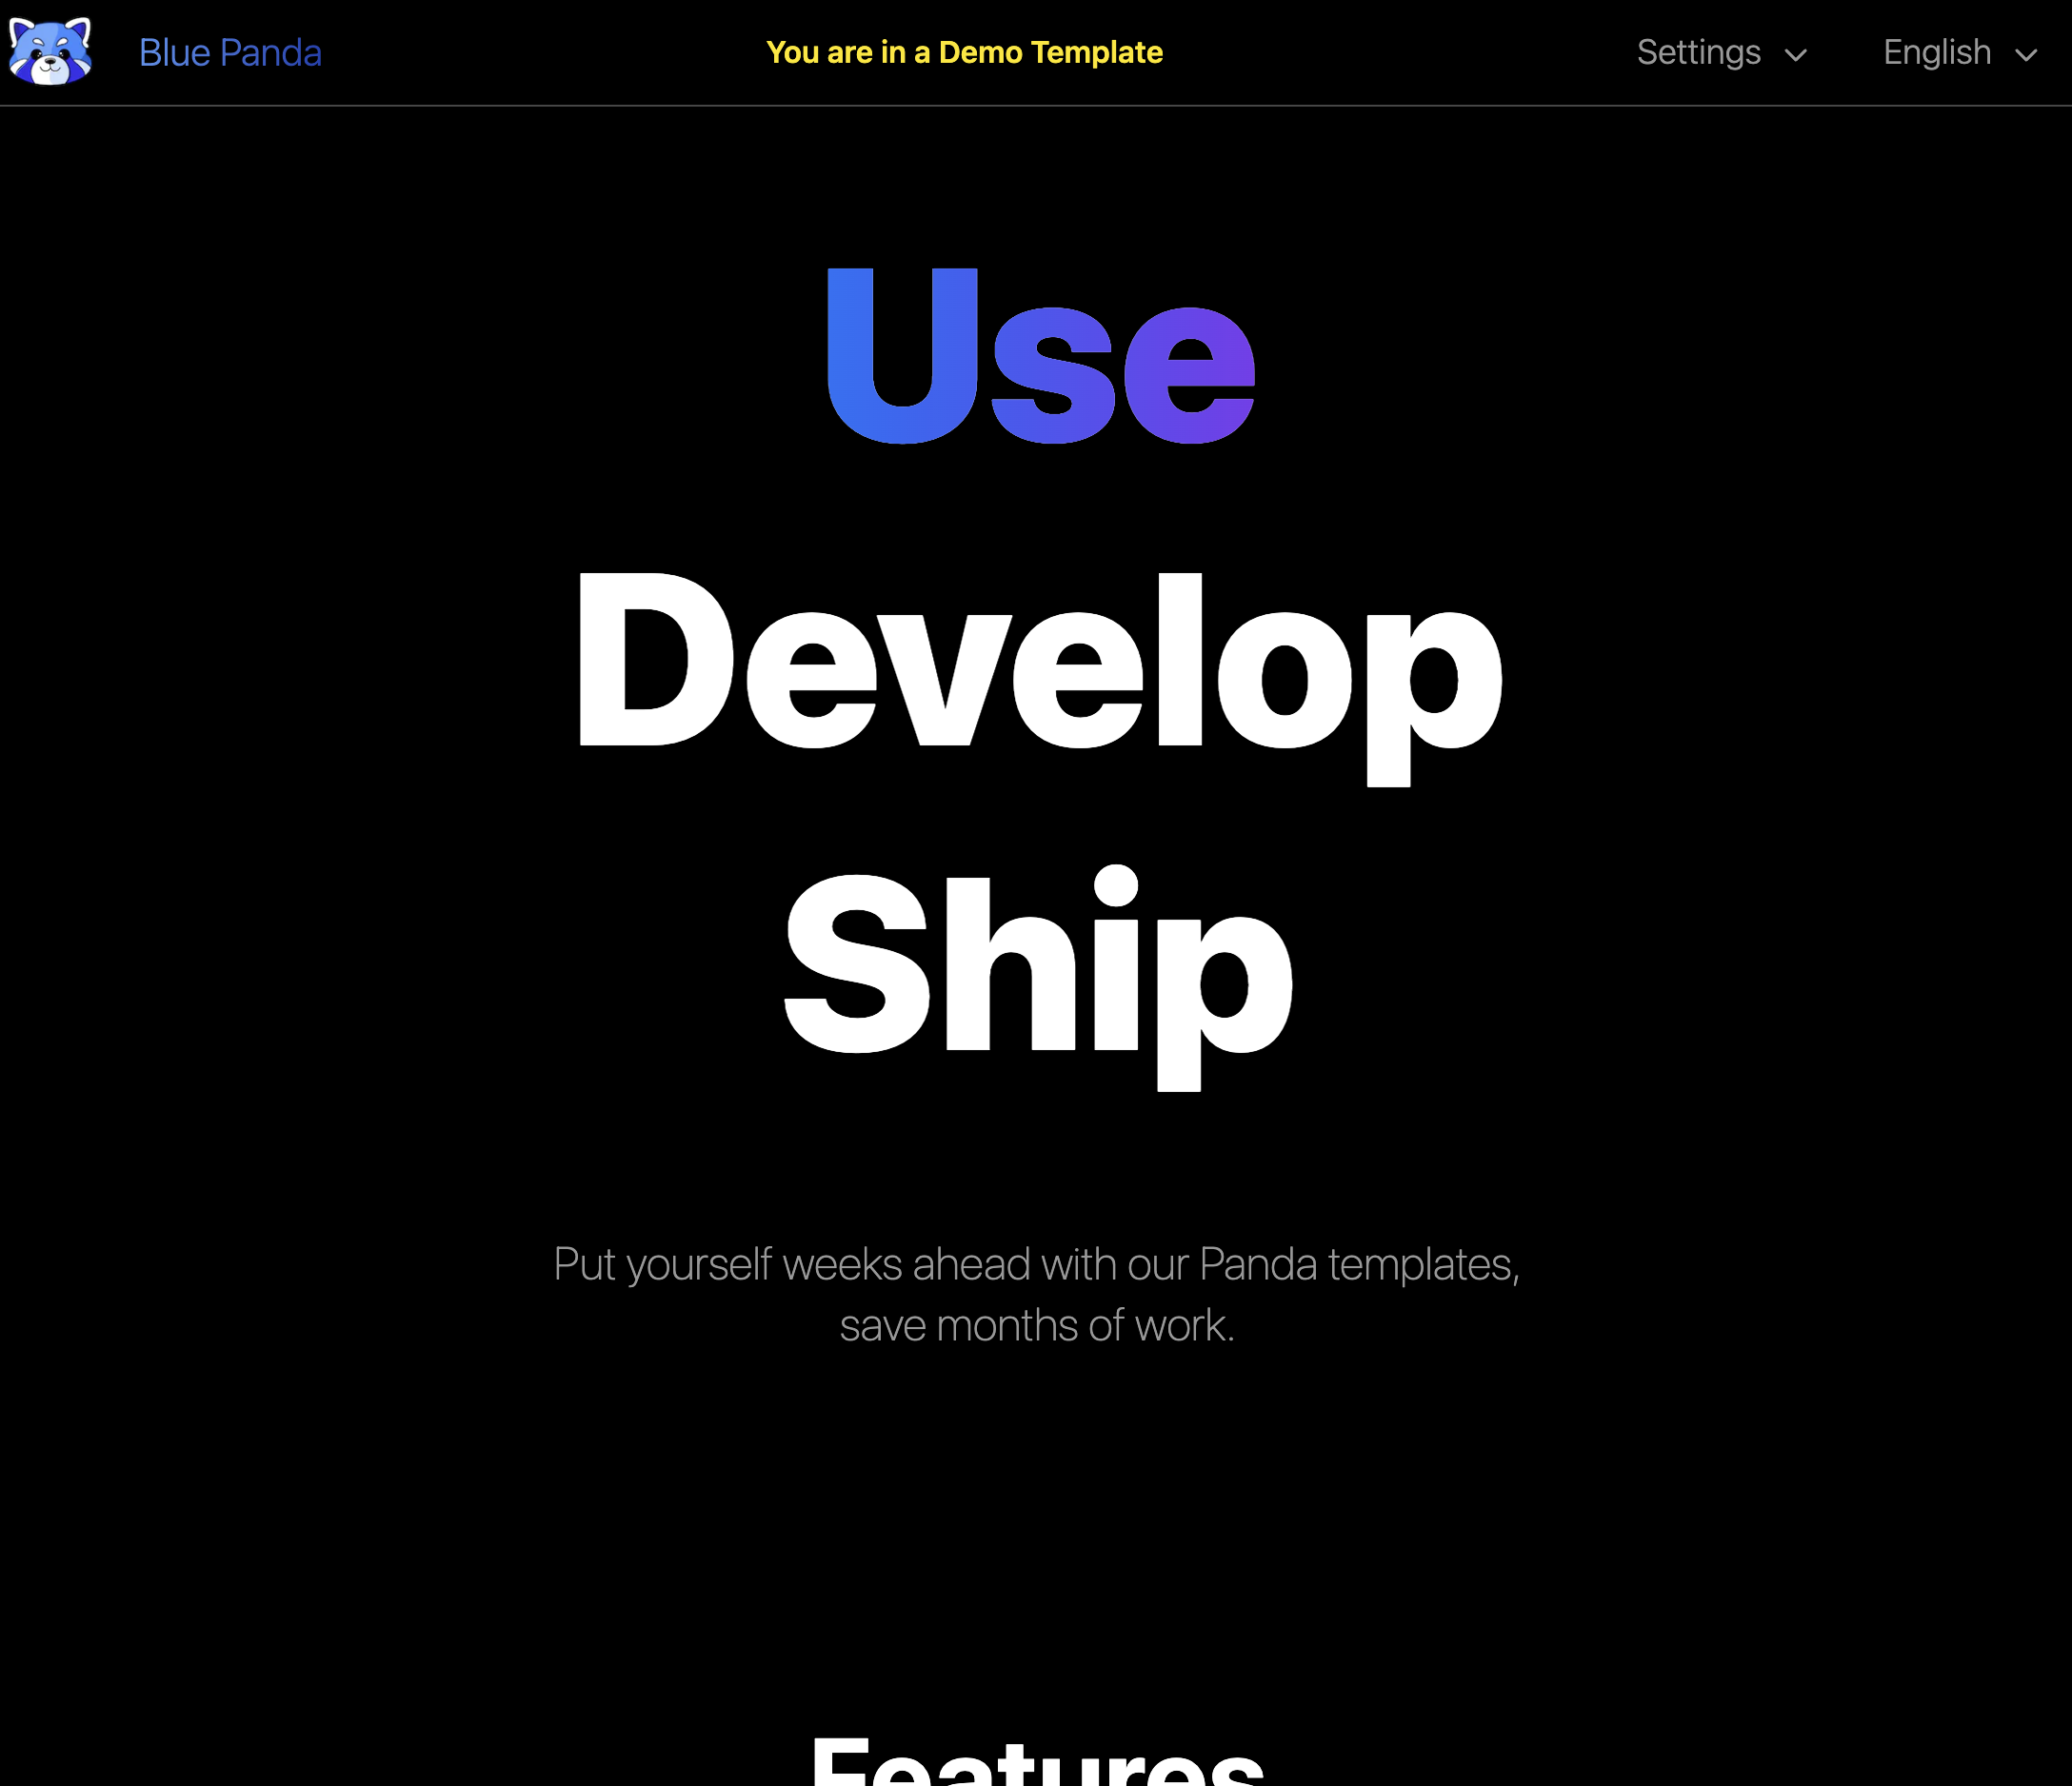 Blue Panda
You are in a Demo Template
Settings
English
Use
Develop
Ship
Put yourself weeks ahead with our Panda templates,
save months of work.
Features